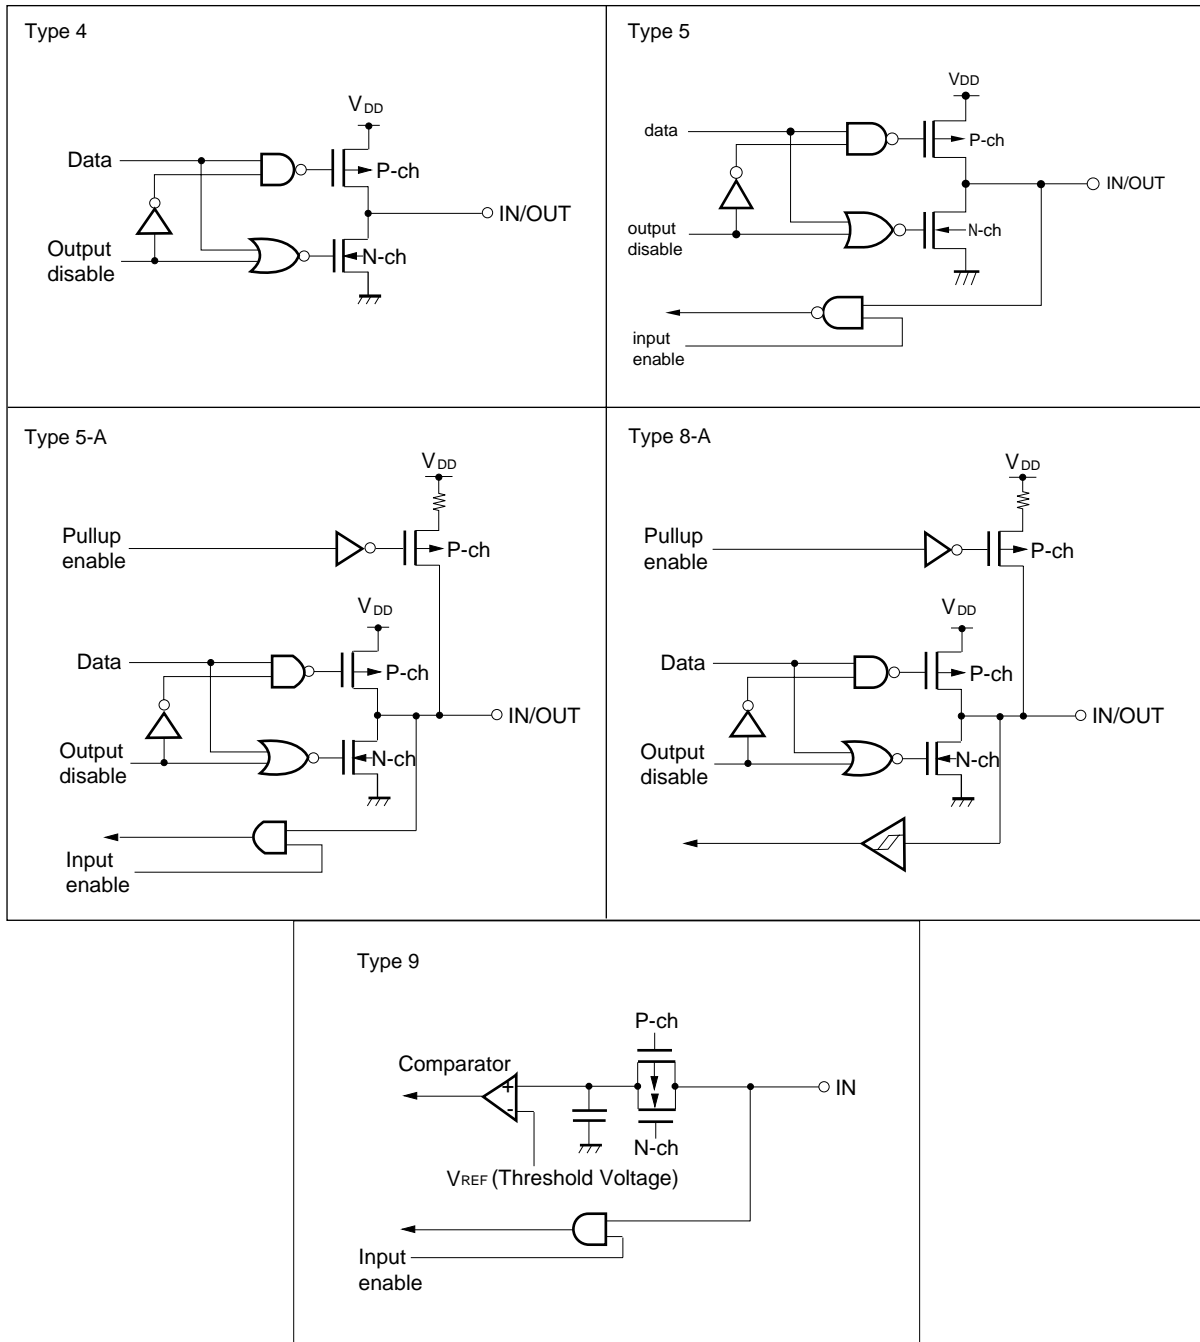 Type 4
VDD
Data
P-ch
IN/OUT
Output
disable
N-ch
Type 5
VDD
data
P-ch
IN/OUT
output
disable
N-ch
input
enable
Type 5-A
VDD
Pullup
enable
P-ch
VDD
Data
P-ch
IN/OUT
Output
disable
N-ch
Input
enable
Type 8-A
VDD
Pullup
enable
P-ch
VDD
Data
P-ch
IN/OUT
Output
disable
N-ch
Type 9
P-ch
Comparator
+
-
IN
N-ch
VREF (Threshold Voltage)
Input
enable